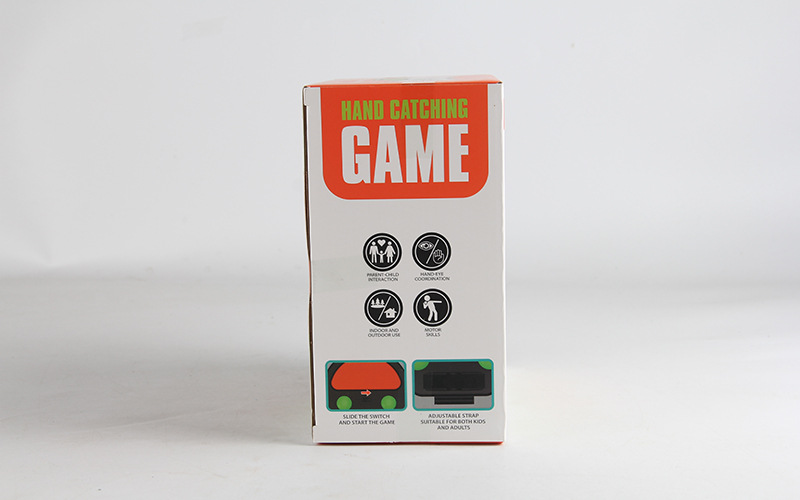 HAND CATCHING
GAME
PARENT-CHILD
INTERACTION
HAND-EYE
COORDINATION
INDOOR AND
OUTDOOR USE
MOTOR
SKILLS
SLIDE THE SWITCH
AND START THE GAME
ADJUSTABLE STRAP
SUITABLE FOR BOTH KIDS
AND ADULTS